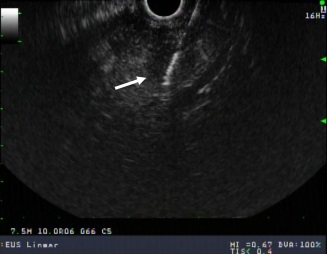 16Hz
7.5M 10.0R06 G66 C5
:EUS Linear MI =0.67 DVA:100%
TIS< 0.4